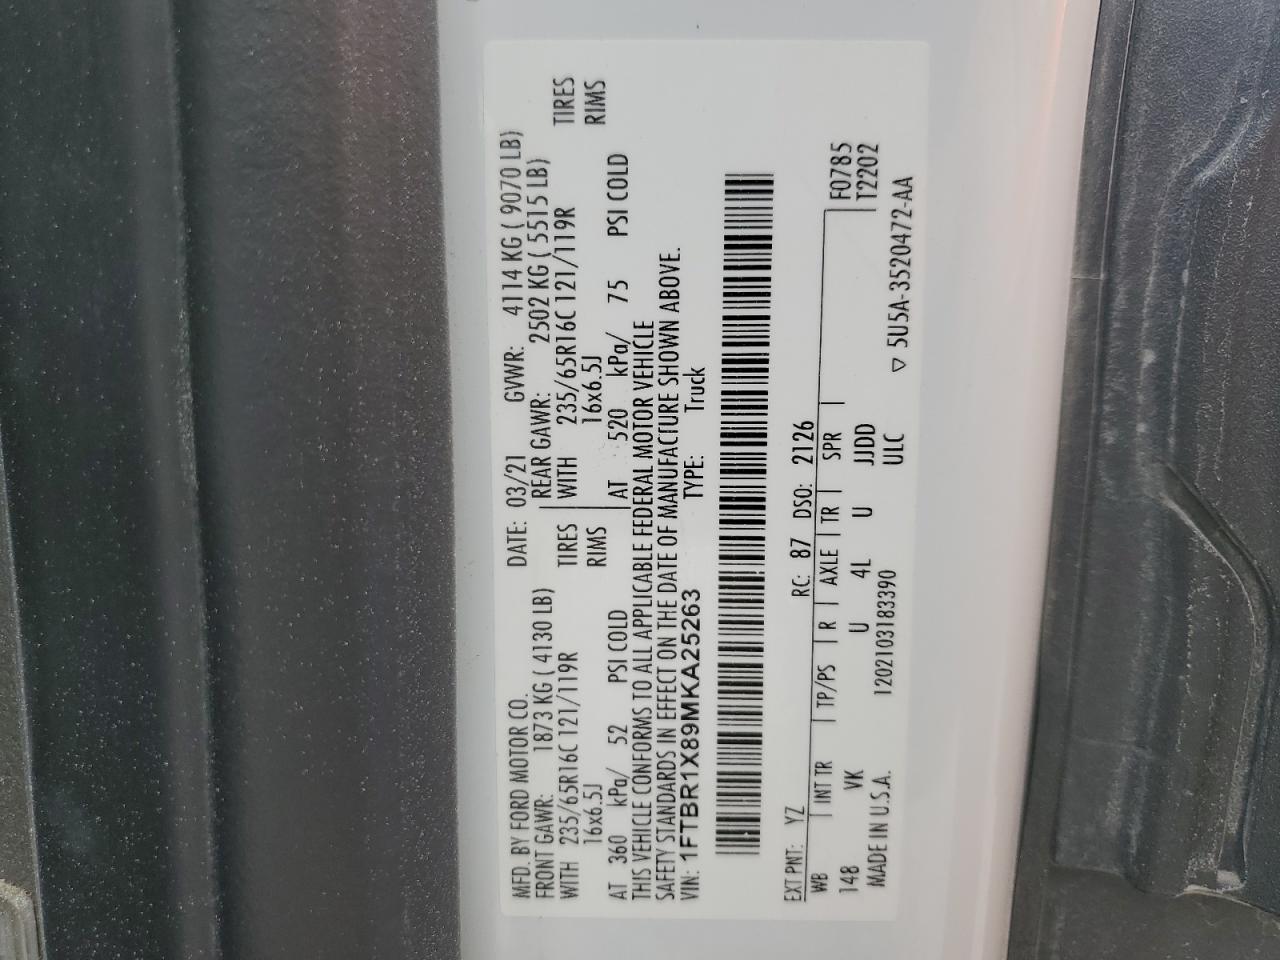 MFD. BY FORD MOTOR CO. DATE: 03/21 GVWR: 4114 KG ( 9070 LB)
FRONT GAWR: 1873 KG ( 4130 LB) REAR GAWR: 2502 KG ( 5515 LB)
WITH 235/65R16C 121/119R TIRES WITH 235/65R16C 121/119R TIRES
16x6.5J RIMS 16x6.5J RIMS
AT 360 kPa/ 52 PSI COLD AT 520 kPa/ 75 PSI COLD
THIS VEHICLE CONFORMS TO ALL APPLICABLE FEDERAL MOTOR VEHICLE
SAFETY STANDARDS IN EFFECT ON THE DATE OF MANUFACTURE SHOWN ABOVE.
VIN: 1FTBR1X89MKA25263 TYPE: Truck
EXT PNT: YZ RC: 87 DSO: 2126
WB INT TR TP/PS R AXLE TR SPR F0785
148 VK U 4L U JJDD T2202
MADE IN U.S.A. 1202103183390 ULC ▽ 5U5A-3520472-AA